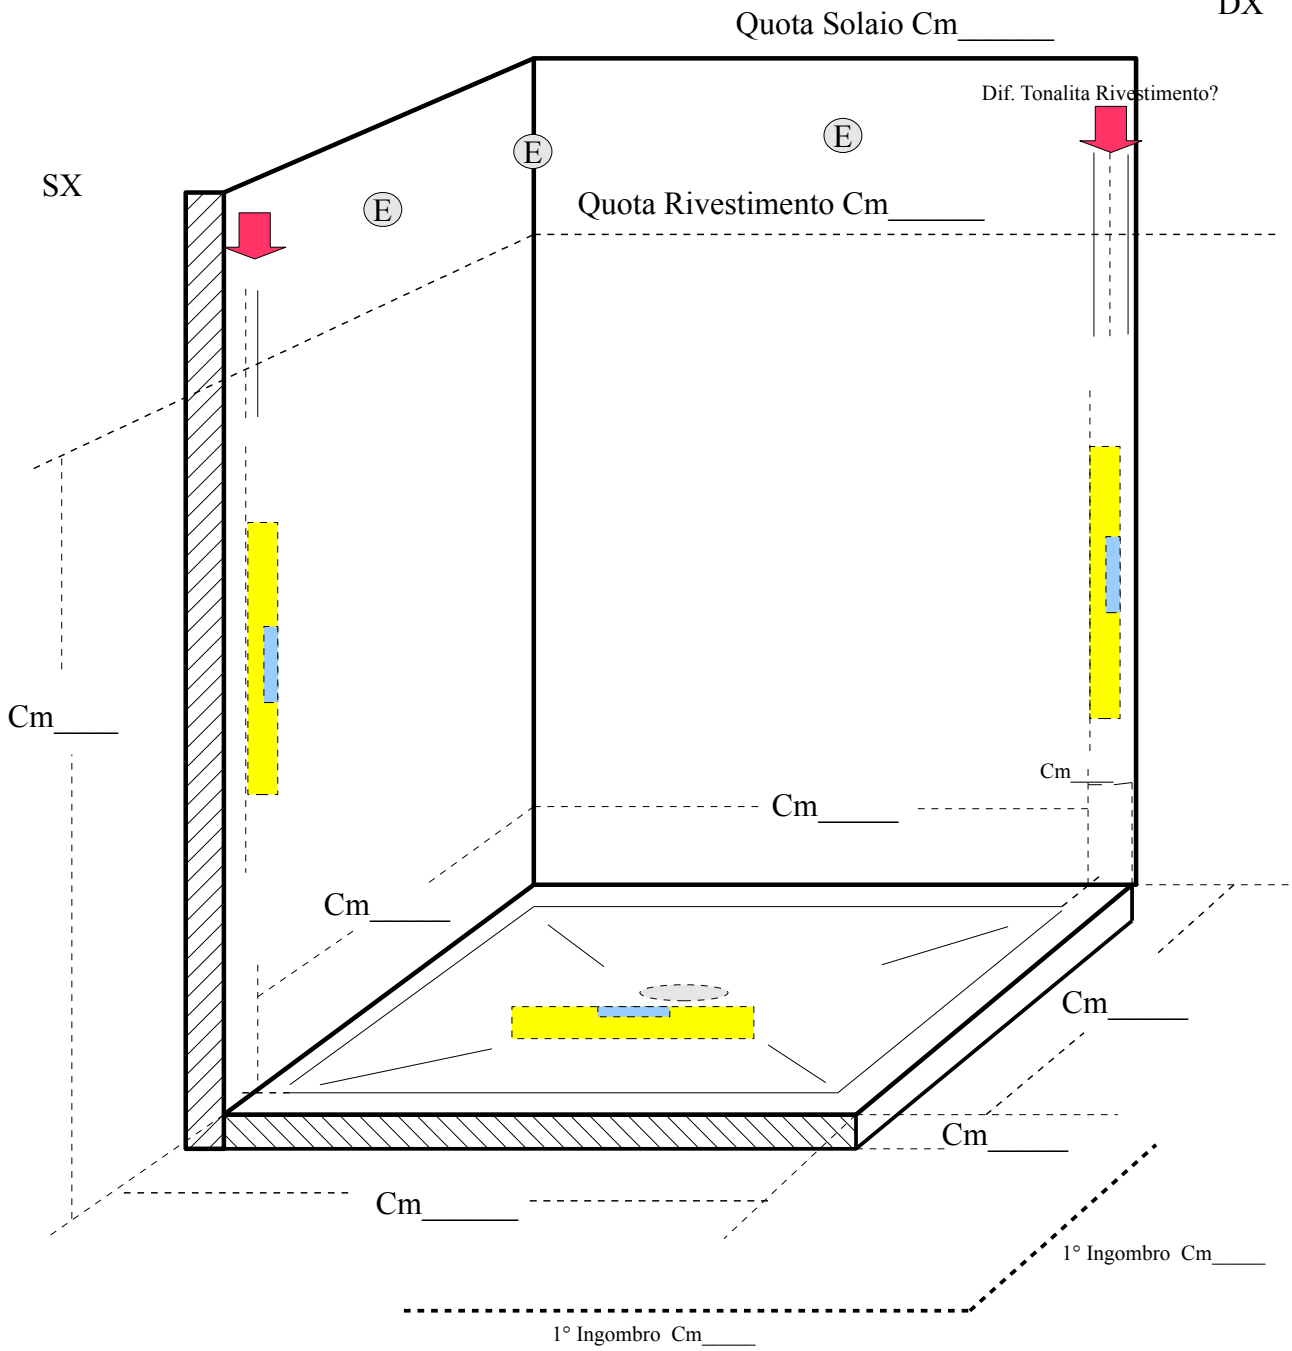 DX
Quota Solaio Cm______
Dif. Tonalita Rivestimento?
E
E
SX
E
Quota Rivestimento Cm______
Cm____
Cm____
Cm_____
Cm_____
Cm_____
Cm_____
Cm______
1° Ingombro Cm_____
1° Ingombro Cm_____